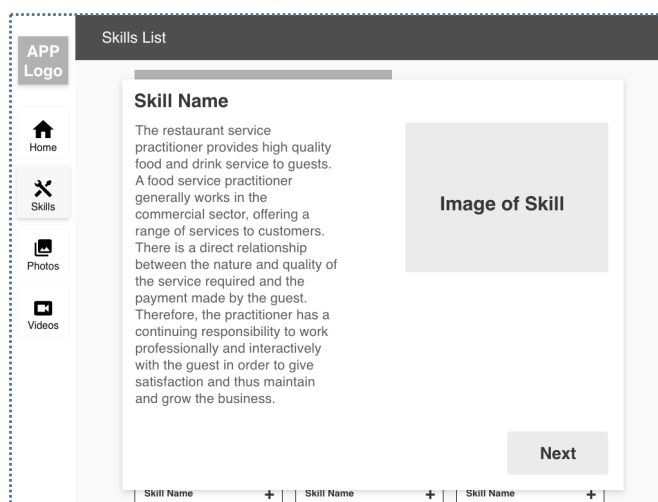 Skills List
APP
Logo
Home
Skills
Photos
Videos
Skill Name
The restaurant service
practitioner provides high quality
food and drink service to guests.
A food service practitioner
generally works in the
commercial sector, offering a
range of services to customers.
There is a direct relationship
between the nature and quality of
the service required and the
payment made by the guest.
Therefore, the practitioner has a
continuing responsibility to work
professionally and interactively
with the guest in order to give
satisfaction and thus maintain
and grow the business.
Image of Skill
Next
Skill Name +
Skill Name +
Skill Name +